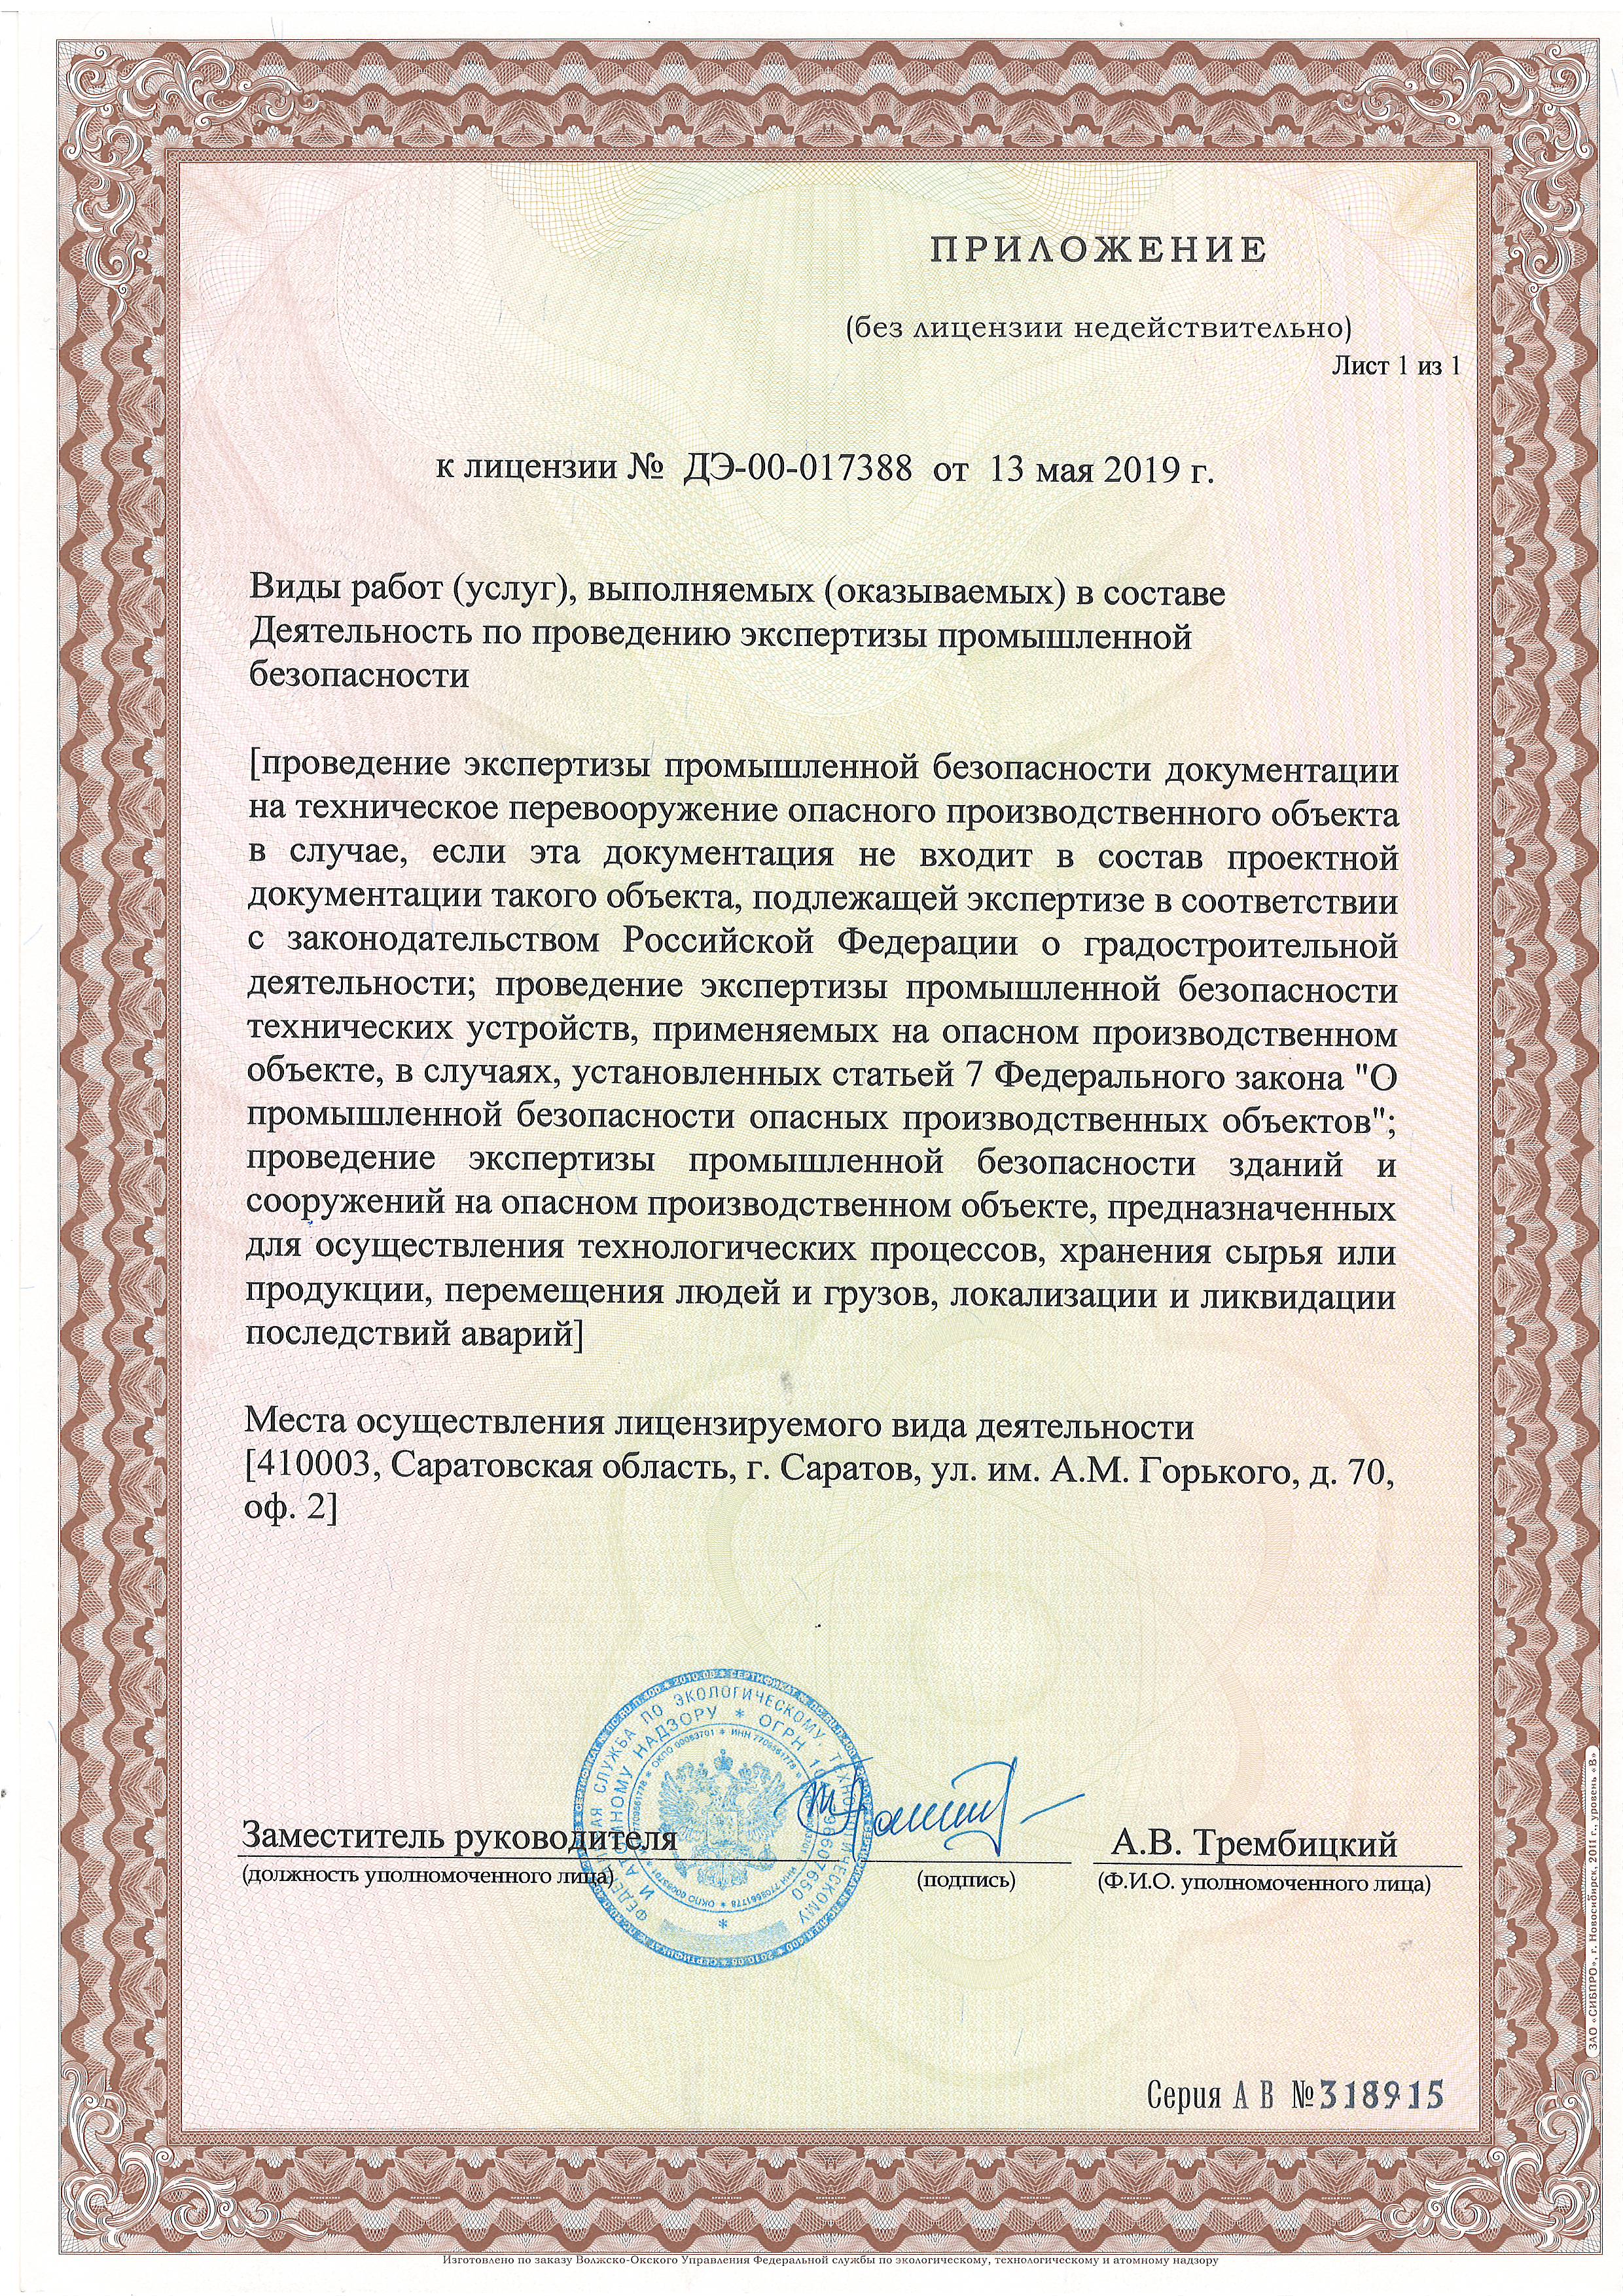 ПРИЛОЖЕНИЕ
(без лицензии недействительно)
Лист 1 из 1
к лицензии № ДЭ-00-017388 от 13 мая 2019 г.
Виды работ (услуг), выполняемых (оказываемых) в составе
Деятельность по проведению экспертизы промышленной
безопасности
[проведение экспертизы промышленной безопасности документации
на техническое перевооружение опасного производственного объекта
в случае, если эта документация не входит в состав проектной
документации такого объекта, подлежащей экспертизе в соответствии
с законодательством Российской Федерации о градостроительной
деятельности; проведение экспертизы промышленной безопасности
технических устройств, применяемых на опасном производственном
объекте, в случаях, установленных статьей 7 Федерального закона "О
промышленной безопасности опасных производственных объектов";
проведение экспертизы промышленной безопасности зданий и
сооружений на опасном производственном объекте, предназначенных
для осуществления технологических процессов, хранения сырья или
продукции, перемещения людей и грузов, локализации и ликвидации
последствий аварий]
Места осуществления лицензируемого вида деятельности
[410003, Саратовская область, г. Саратов, ул. им. А.М. Горького, д. 70,
оф. 2]
Заместитель руководителя
А.В. Трембицкий
(должность уполномоченного лица)
(подпись)
(Ф.И.О. уполномоченного лица)
СЛУЖБА ПО ЭКОЛОГИЧЕСКОМУ,
И АТОМНОМУ НАДЗОРУ * ОГРН
ОКПО 00083701 * ИНН 7709561778
Серия А В №318915
ЗАО «СИБПРО», г. Новосибирск, 2011 г., уровень «В»
Изготовлено по заказу Волжско-Окского Управления Федеральной службы по экологическому, технологическому и атомному надзору